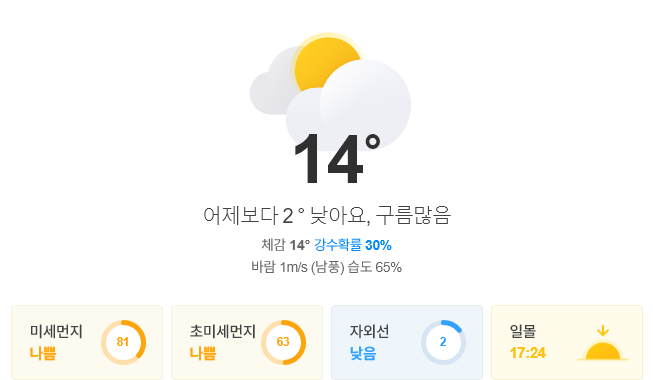 14°
어제보다 2 ° 낮아요, 구름많음
체감 14° 강수확률 30%
바람 1m/s (남풍) 습도 65%
미세먼지
나쁨
81
초미세먼지
나쁨
63
자외선
낮음
2
일몰
17:24